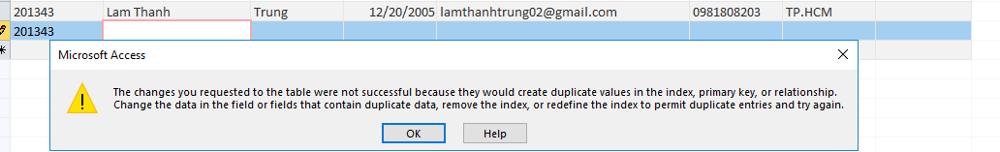 201343 Lam Thanh Trung 12/20/2005 lamthanhtrung02@gmail.com 0981808203 TP.HCM
201343
Microsoft Access
The changes you requested to the table were not successful because they would create duplicate values in the index, primary key, or relationship.
Change the data in the field or fields that contain duplicate data, remove the index, or redefine the index to permit duplicate entries and try again.
OK Help